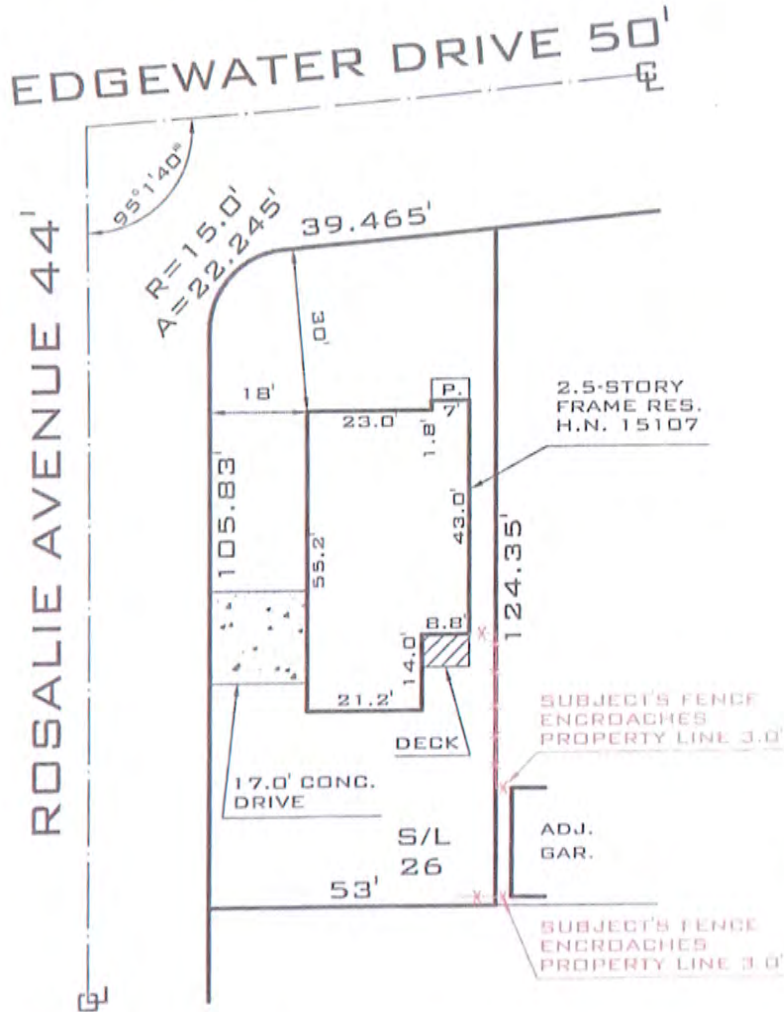 EDGEWATER DRIVE 50'
CL
95°1'40"
ROSALIE AVENUE 44'
R=15.0'
A=22.245'
39.465'
30'
18'
P.
7'
23.0'
1.8'
2.5-STORY
FRAME RES.
H.N. 15107
105.83'
55.2'
43.0'
124.35'
8.8'
14.0'
21.2'
DECK
SUBJECT'S FENCE
ENCROACHES
PROPERTY LINE 3.0'
17.0' CONC.
DRIVE
S/L
26
ADJ.
GAR.
53'
SUBJECT'S FENCE
ENCROACHES
PROPERTY LINE 3.0'
CL